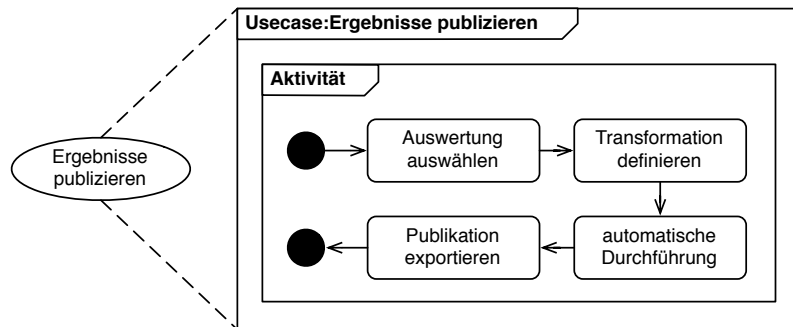 Usecase:Ergebnisse publizieren
Aktivität
Auswertung
auswählen
Transformation
definieren
Ergebnisse
publizieren
Publikation
exportieren
automatische
Durchführung